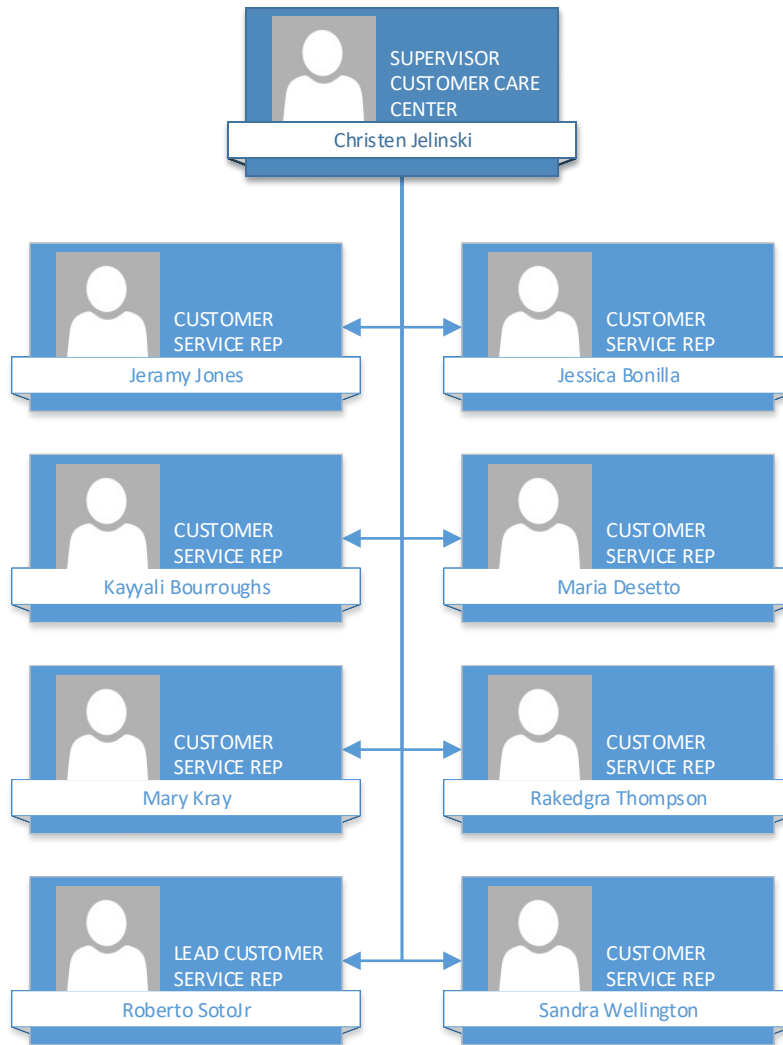 SUPERVISOR
CUSTOMER CARE
CENTER
Christen Jelinski
CUSTOMER
SERVICE REP
Jeramy Jones
CUSTOMER
SERVICE REP
Jessica Bonilla
CUSTOMER
SERVICE REP
Kayyali Bourroughs
CUSTOMER
SERVICE REP
Maria Desetto
CUSTOMER
SERVICE REP
Mary Kray
CUSTOMER
SERVICE REP
Rakedgra Thompson
LEAD CUSTOMER
SERVICE REP
Roberto SotoJr
CUSTOMER
SERVICE REP
Sandra Wellington